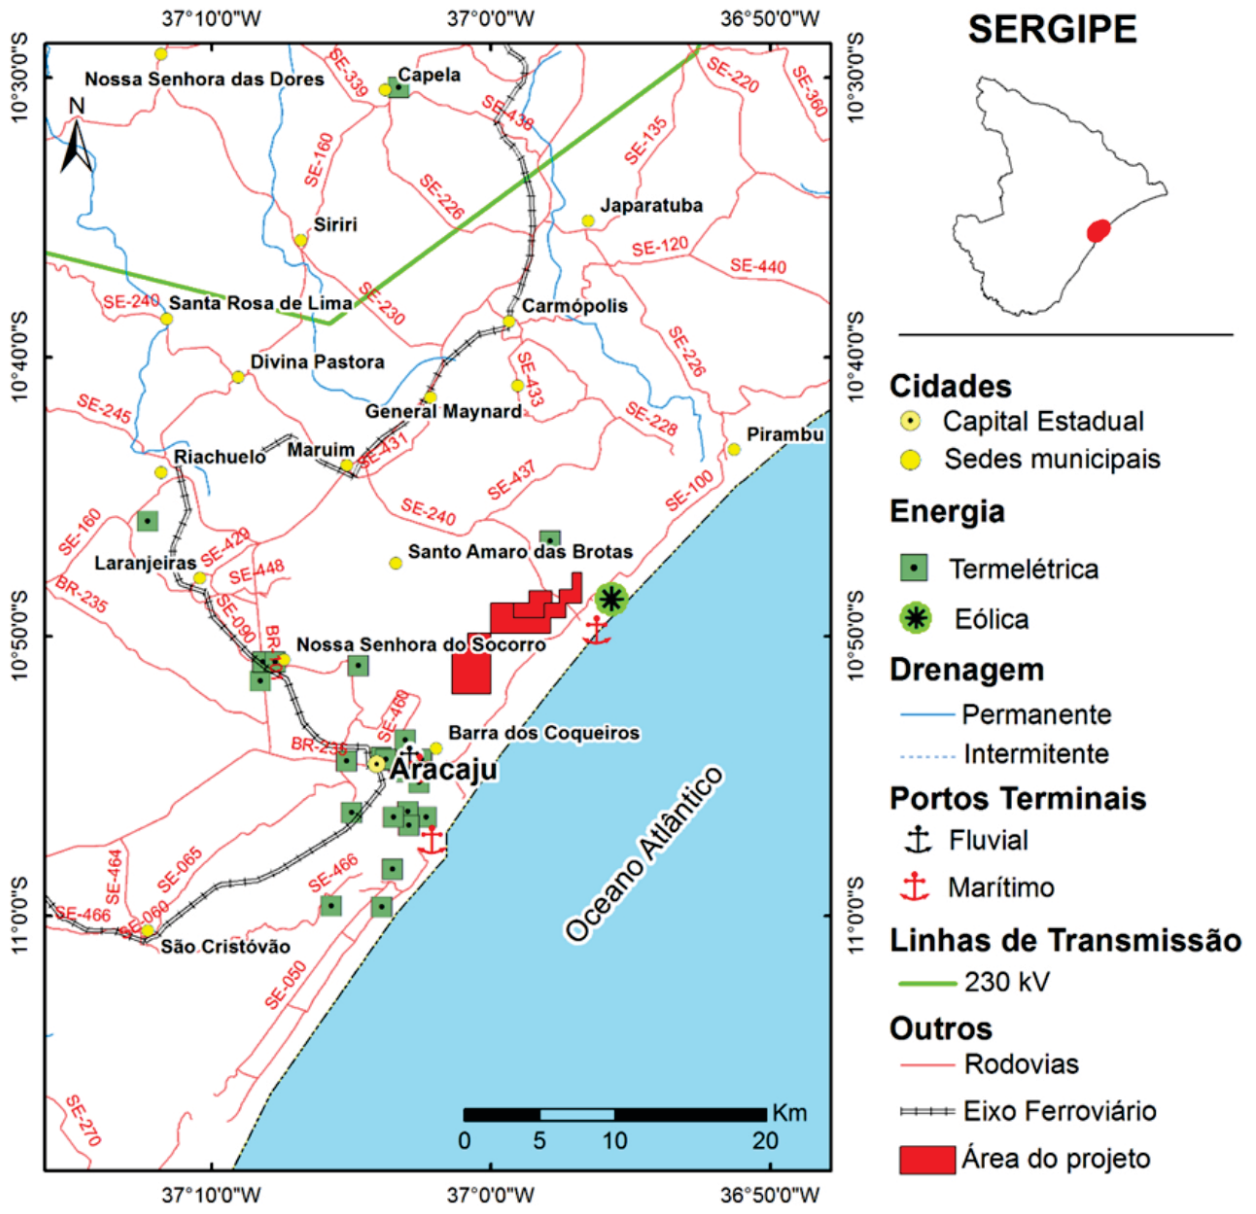 37°10'0"W
37°0'0"W
36°50'0"W
SERGIPE
10°30'0"S
10°30'0"S
Nossa Senhora das Dores
SE-339
Capela
SE-220
SE-360
N
SE-438
SE-135
SE-160
SE-226
Japaratuba
Siriri
SE-120
SE-440
SE-240
Santa Rosa de Lima
SE-230
Carmópolis
10°40'0"S
10°40'0"S
Divina Pastora
SE-226
SE-433
SE-245
General Maynard
SE-228
Pirambu
Riachuelo
Maruim
SE-431
SE-437
SE-100
SE-160
SE-240
SE-429
Santo Amaro das Brotas
Laranjeiras
SE-448
BR-235
SE-090
BR-101
Nossa Senhora do Socorro
10°50'0"S
10°50'0"S
SE-460
Barra dos Coqueiros
BR-235
Aracaju
Oceano Atlântico
SE-464
SE-065
SE-466
SE-466
SE-060
São Cristóvão
11°0'0"S
11°0'0"S
SE-050
SE-270
Km
0 5 10 20
37°10'0"W
37°0'0"W
36°50'0"W
Cidades
Capital Estadual
Sedes municipais
Energia
Termelétrica
Eólica
Drenagem
Permanente
Intermitente
Portos Terminais
Fluvial
Marítimo
Linhas de Transmissão
230 kV
Outros
Rodovias
Eixo Ferroviário
Área do projeto